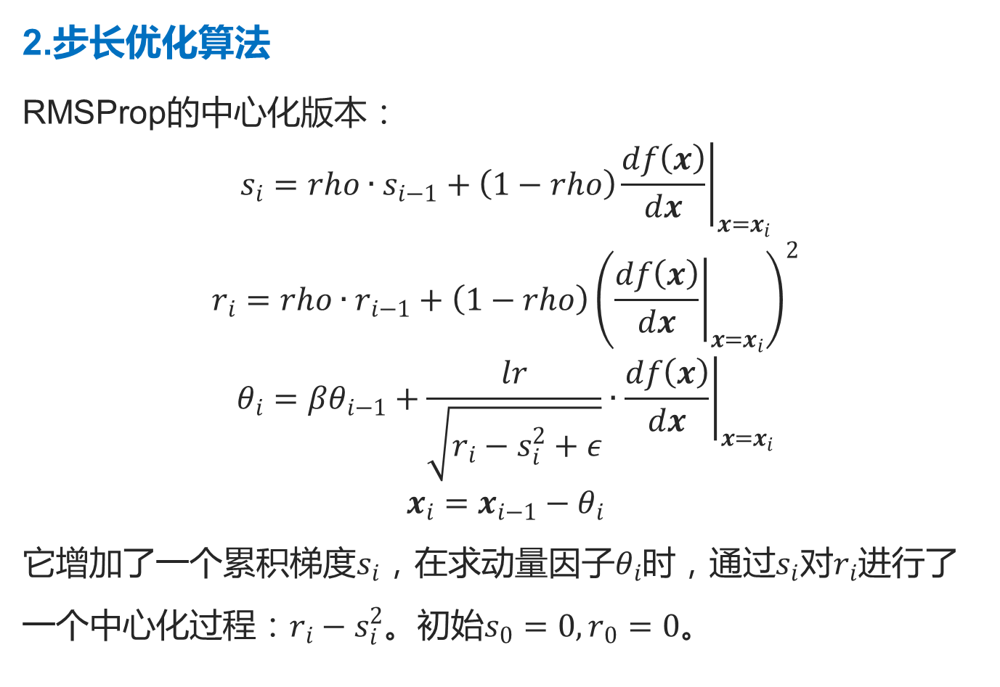 2.步长优化算法
RMSProp的中心化版本：
$s_i = rho \cdot s_{i-1} + (1 - rho) \left. \frac{df(\boldsymbol{x})}{d\boldsymbol{x}} \right|_{\boldsymbol{x}=\boldsymbol{x}_i}$
$r_i = rho \cdot r_{i-1} + (1 - rho) \left( \left. \frac{df(\boldsymbol{x})}{d\boldsymbol{x}} \right|_{\boldsymbol{x}=\boldsymbol{x}_i} \right)^2$
$\theta_i = \beta\theta_{i-1} + \frac{lr}{\sqrt{r_i - s_i^2 + \epsilon}} \cdot \left. \frac{df(\boldsymbol{x})}{d\boldsymbol{x}} \right|_{\boldsymbol{x}=\boldsymbol{x}_i}$
$\boldsymbol{x}_i = \boldsymbol{x}_{i-1} - \theta_i$
它增加了一个累积梯度$s_i$，在求动量因子$\theta_i$时，通过$s_i$对$r_i$进行了
一个中心化过程：$r_i - s_i^2$。初始$s_0 = 0, r_0 = 0$。